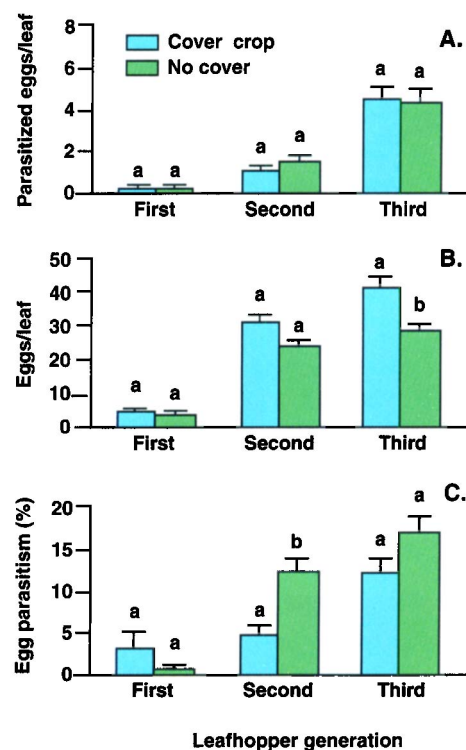 8
6
4
2
0
Parasitized eggs/leaf
Cover crop
No cover
A.
a a
a a
a a
First Second Third
50
40
30
20
10
0
Eggs/leaf
B.
a a
a a
a b
First Second Third
20
15
10
5
0
Egg parasitism (%)
C.
a a
a b
a a
First Second Third
Leafhopper generation